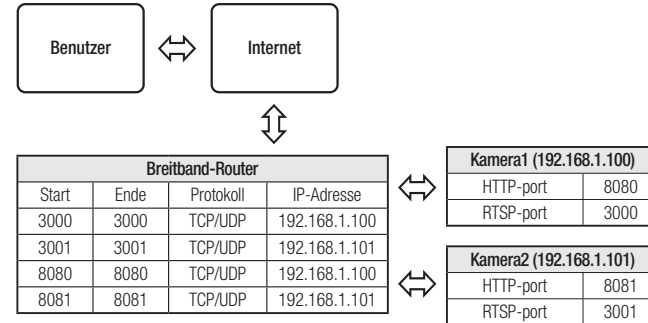 Benutzer
Internet
Breitband-Router
Start Ende Protokoll IP-Adresse
3000 3000 TCP/UDP 192.168.1.100
3001 3001 TCP/UDP 192.168.1.101
8080 8080 TCP/UDP 192.168.1.100
8081 8081 TCP/UDP 192.168.1.101
Kamera1 (192.168.1.100)
HTTP-port 8080
RTSP-port 3000
Kamera2 (192.168.1.101)
HTTP-port 8081
RTSP-port 3001